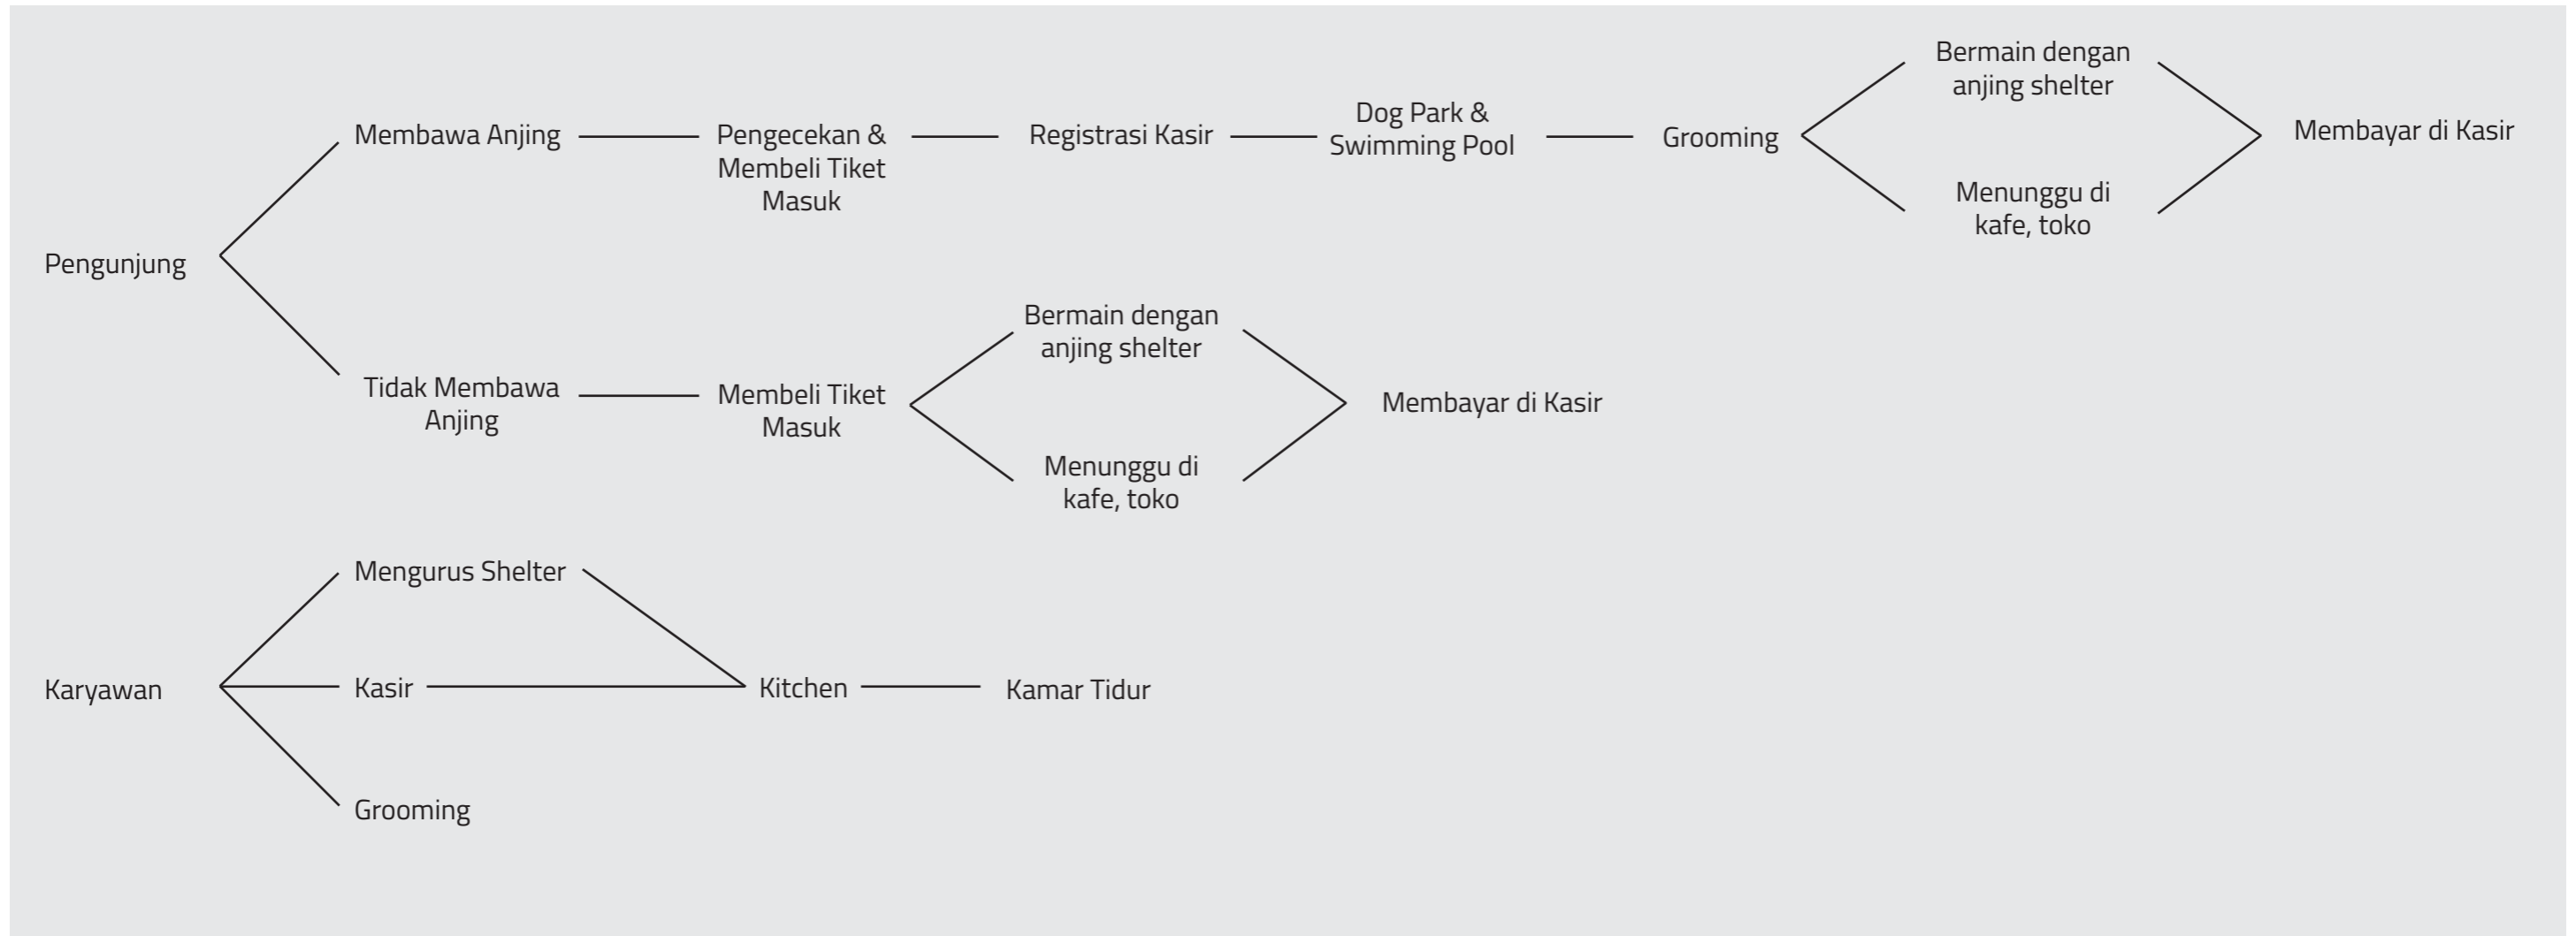 Pengunjung
Membawa Anjing
Pengecekan &
Membeli Tiket
Masuk
Registrasi Kasir
Dog Park &
Swimming Pool
Grooming
Bermain dengan
anjing shelter
Menunggu di
kafe, toko
Membayar di Kasir
Tidak Membawa
Anjing
Membeli Tiket
Masuk
Bermain dengan
anjing shelter
Menunggu di
kafe, toko
Membayar di Kasir
Karyawan
Mengurus Shelter
Kasir
Grooming
Kitchen
Kamar Tidur